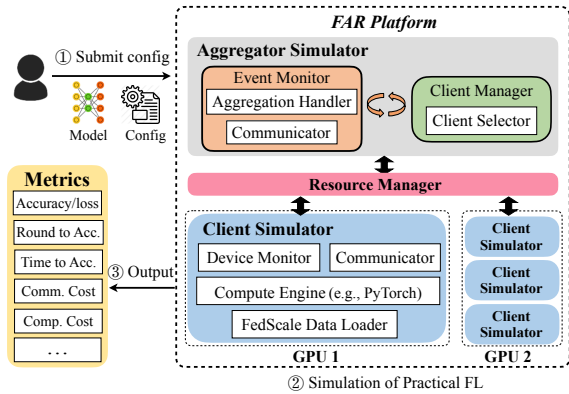 FAR Platform
① Submit config
Model
Config
Aggregator Simulator
Event Monitor
Aggregation Handler
Communicator
Client Manager
Client Selector
Resource Manager
Metrics
Accuracy/loss
Round to Acc.
Time to Acc.
Comm. Cost
Comp. Cost
...
③ Output
Client Simulator
Device Monitor
Communicator
Compute Engine (e.g., PyTorch)
FedScale Data Loader
GPU 1
Client
Simulator
Client
Simulator
Client
Simulator
GPU 2
② Simulation of Practical FL